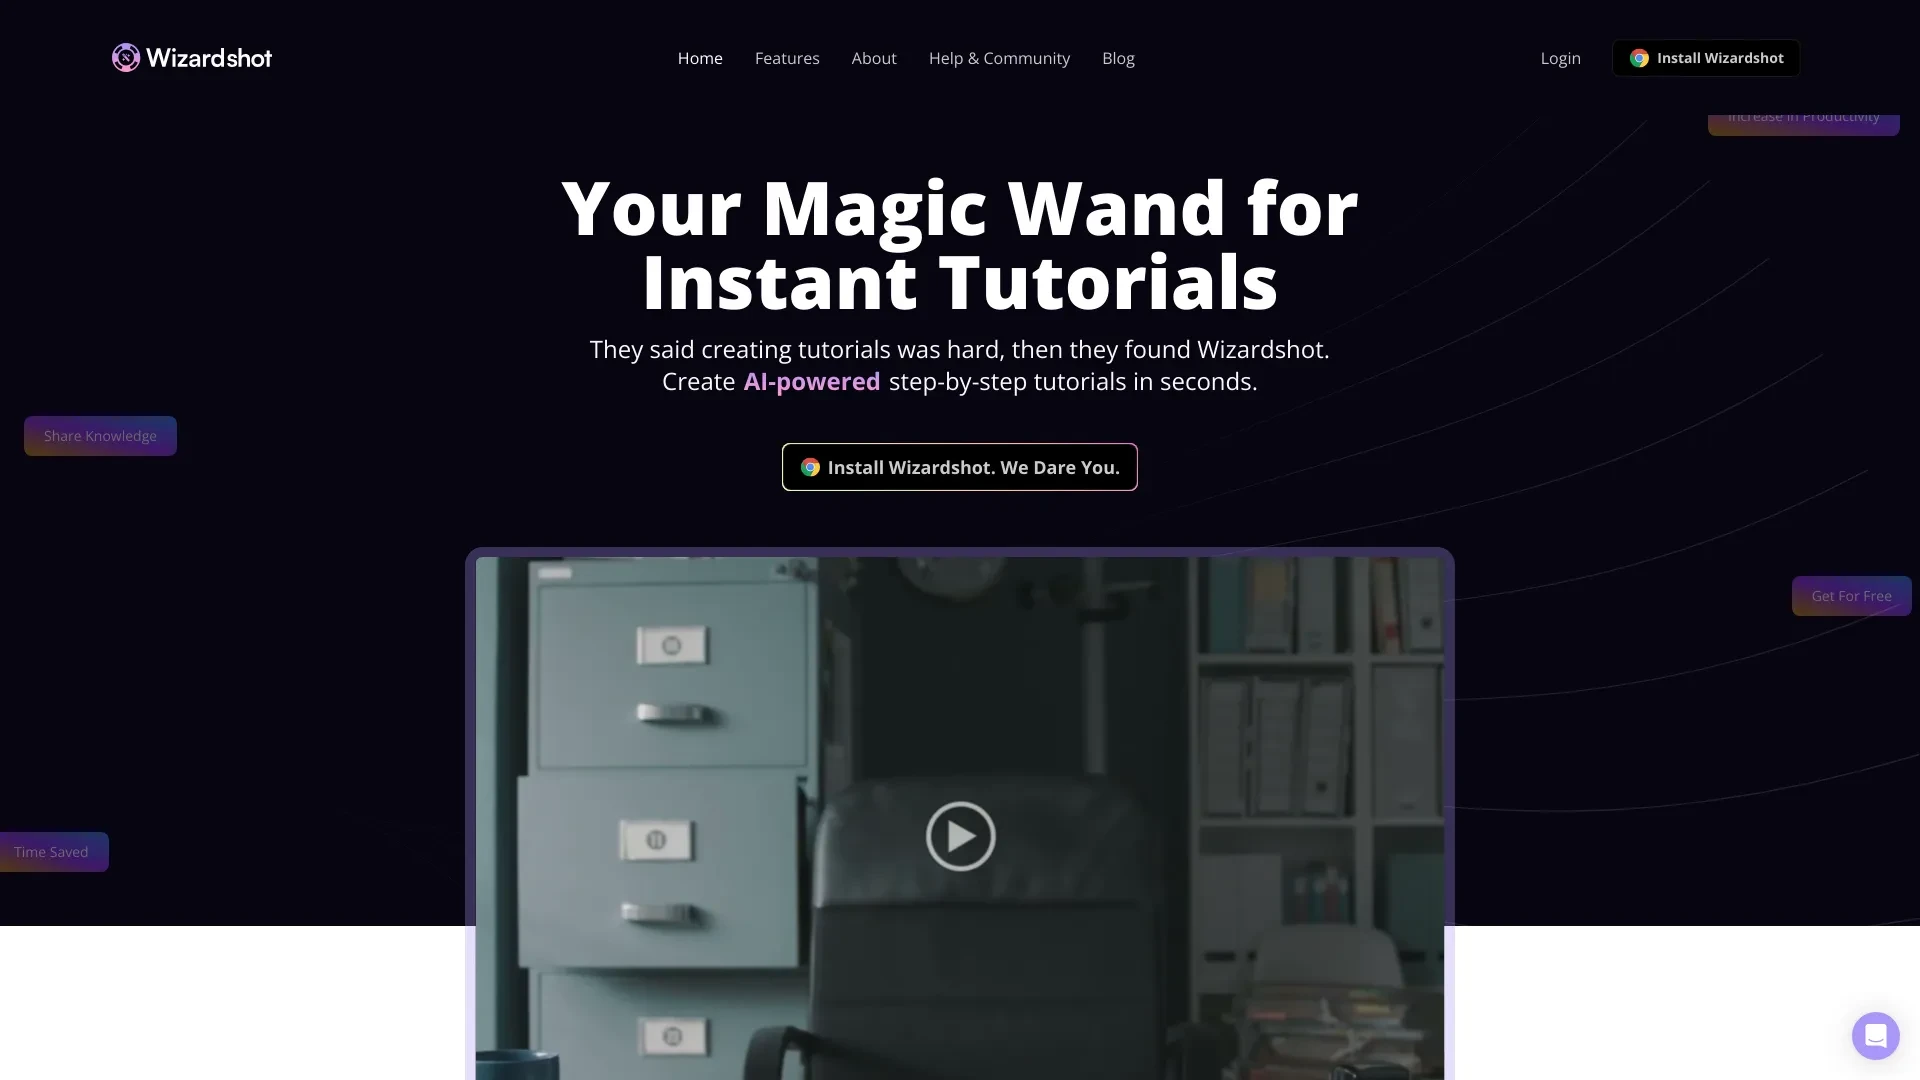 Wizardshot
Home
Features
About
Help & Community
Blog
Login
Install Wizardshot
Increase in Productivity
Your Magic Wand for
Instant Tutorials
They said creating tutorials was hard, then they found Wizardshot.
Create AI-powered step-by-step tutorials in seconds.
Share Knowledge
Install Wizardshot. We Dare You.
Get For Free
Time Saved